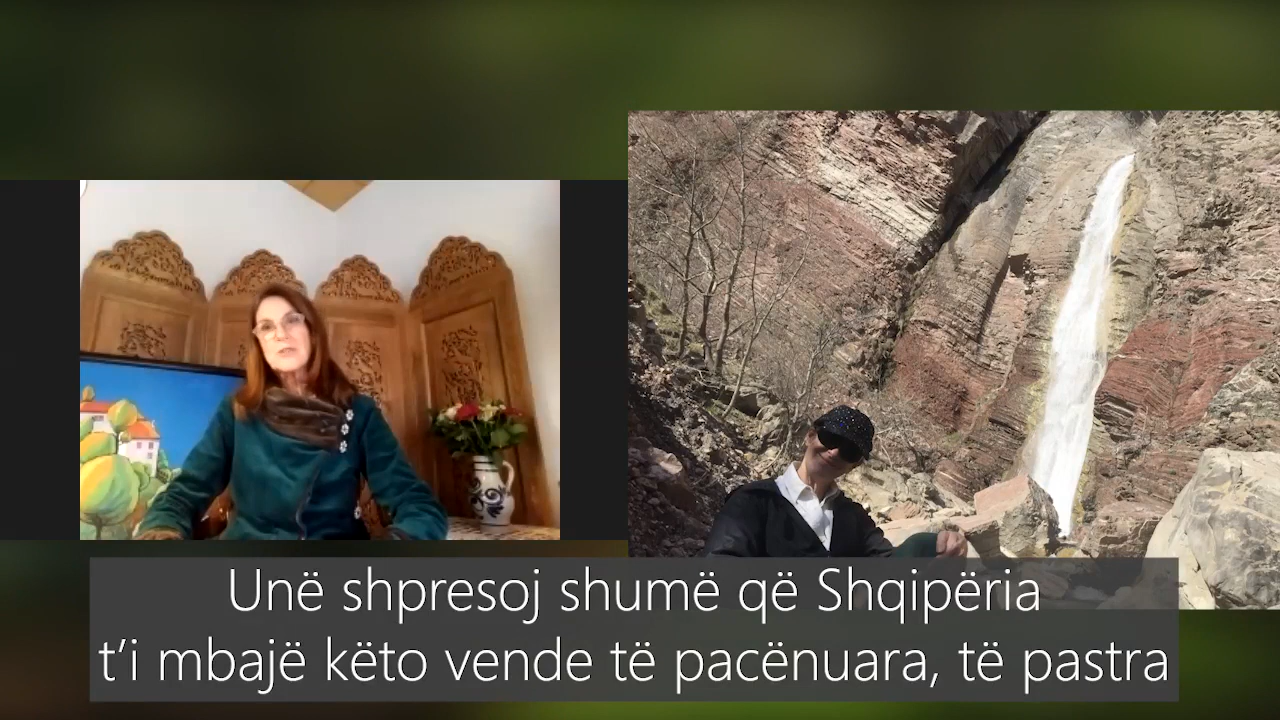 Unë shpresoj shumë që Shqipëria
t’i mbajë këto vende të pacënuara, të pastra